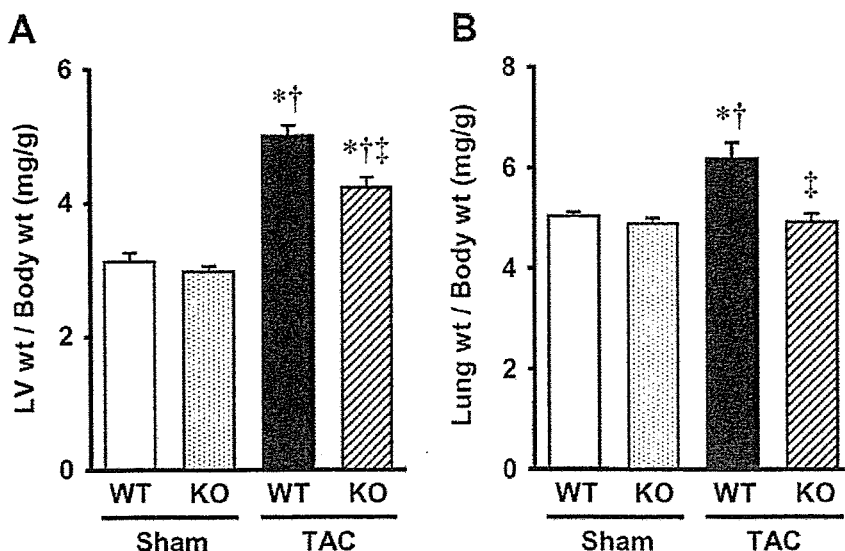 A
LV wt / Body wt (mg/g)
6
4
2
0
*†
*†‡
WT KO WT KO
Sham TAC
B
Lung wt / Body wt (mg/g)
8
6
4
2
0
*†
‡
WT KO WT KO
Sham TAC